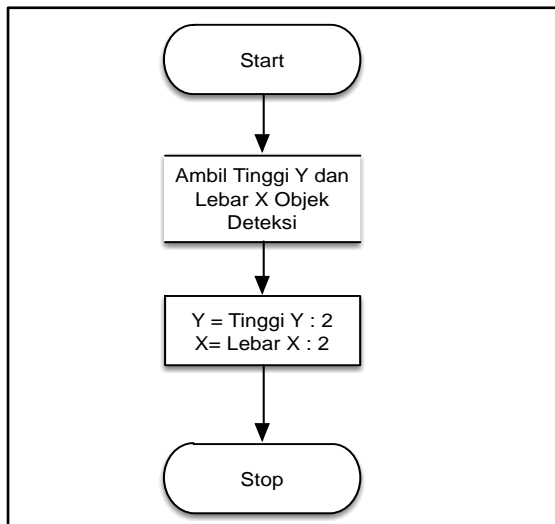 Start
Ambil Tinggi Y dan
Lebar X Objek
Deteksi
Y = Tinggi Y : 2
X= Lebar X : 2
Stop